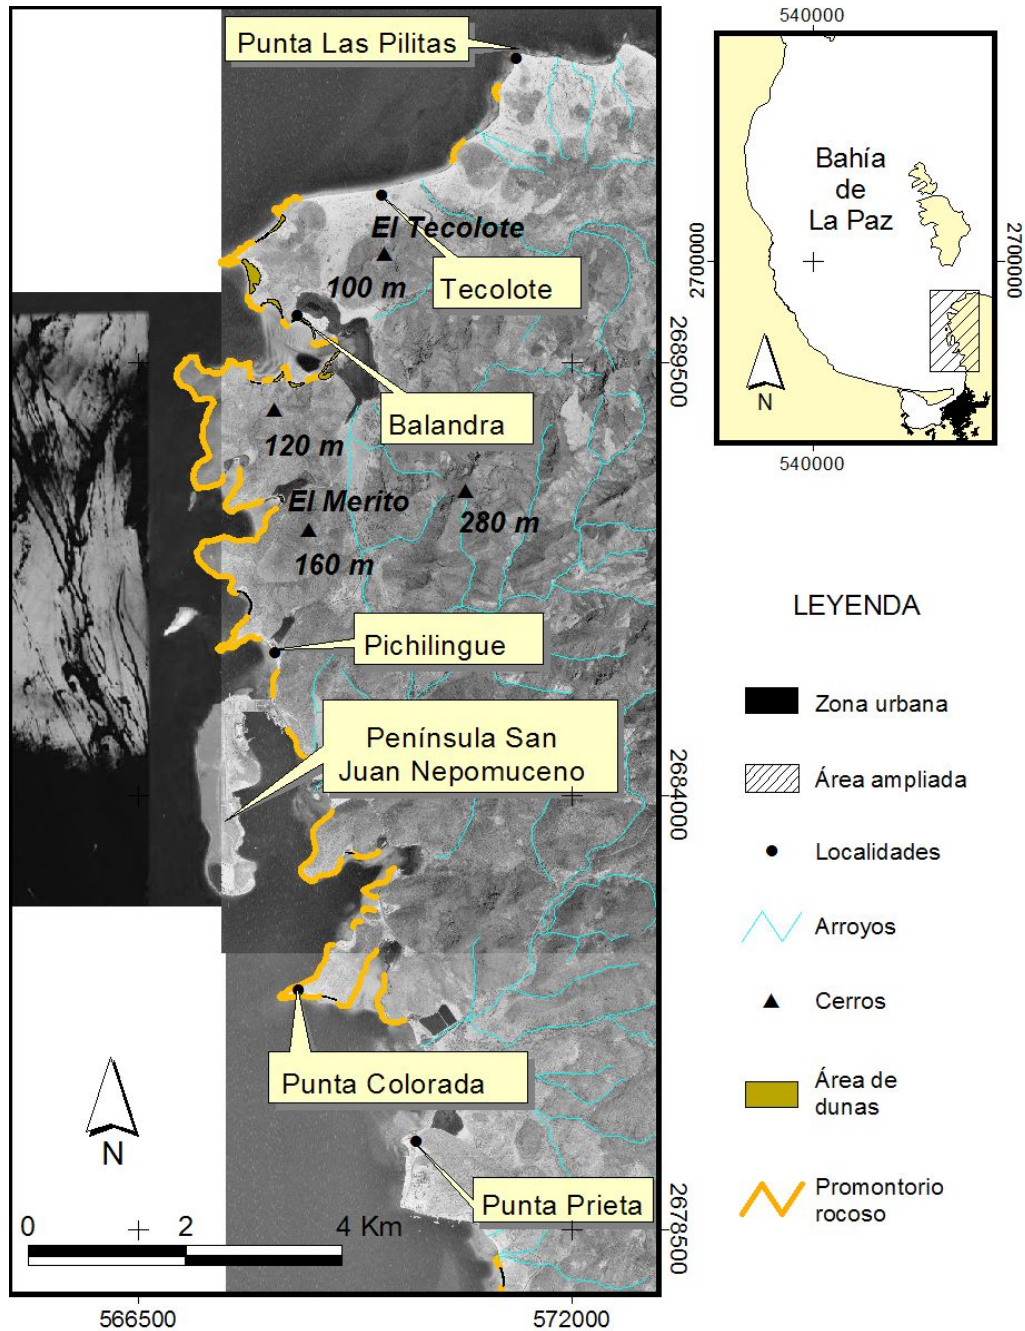 Punta Las Pilitas
El Tecolote
100 m
Tecolote
Balandra
120 m
El Merito
160 m
280 m
Pichilingue
Península San
Juan Nepomuceno
Punta Colorada
Punta Prieta
N
0 2 4 Km
566500 572000
2689500
2684000
2678500
540000
Bahía
de
La Paz
2700000
2700000
N
540000
LEYENDA
Zona urbana
Área ampliada
Localidades
Arroyos
Cerros
Área de
dunas
Promontorio
rocoso